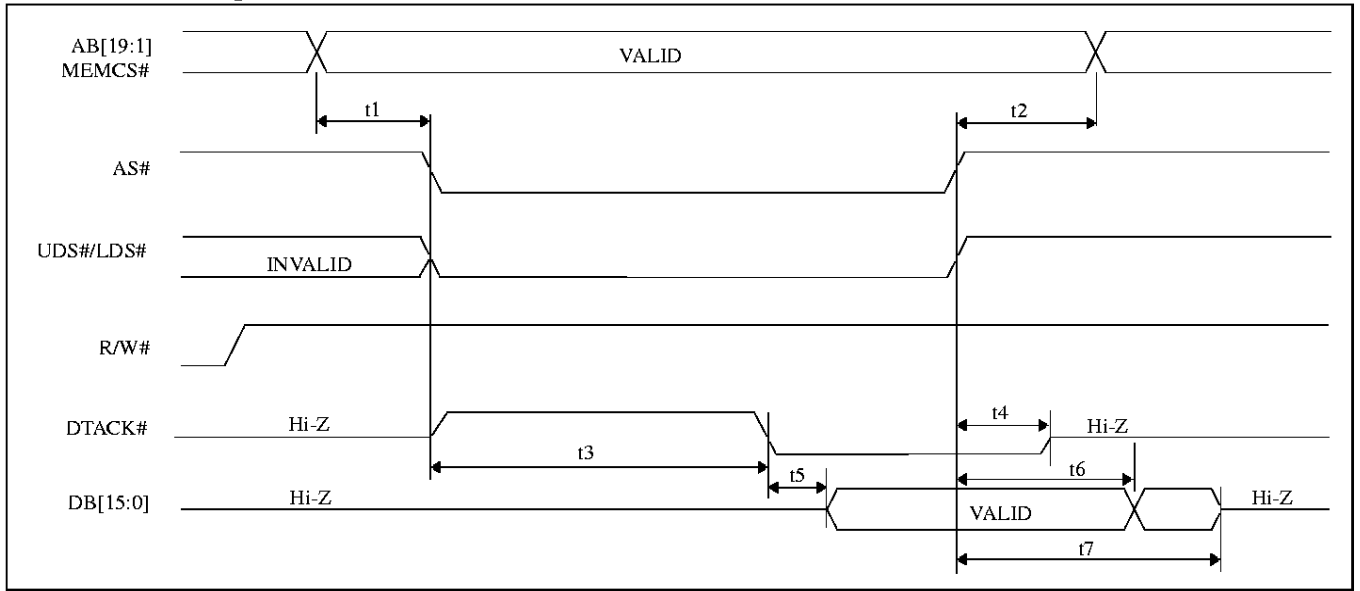 AB[19:1]
MEMCS#
VALID
t1
t2
AS#
UDS#/LDS#
INVALID
R/W#
DTACK#
Hi-Z
t4
Hi-Z
t3
t5
t6
DB[15:0]
Hi-Z
VALID
Hi-Z
t7